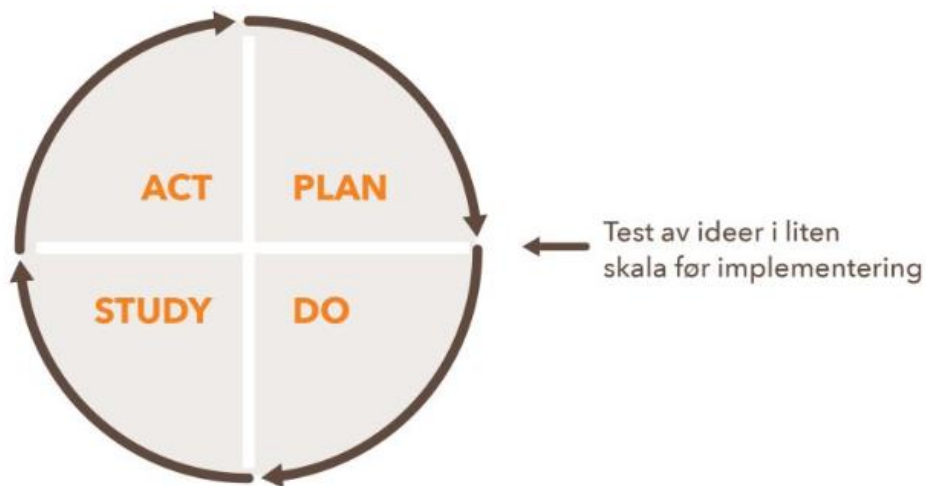 ACT
PLAN
Test av ideer i liten
skala før implementering
STUDY
DO